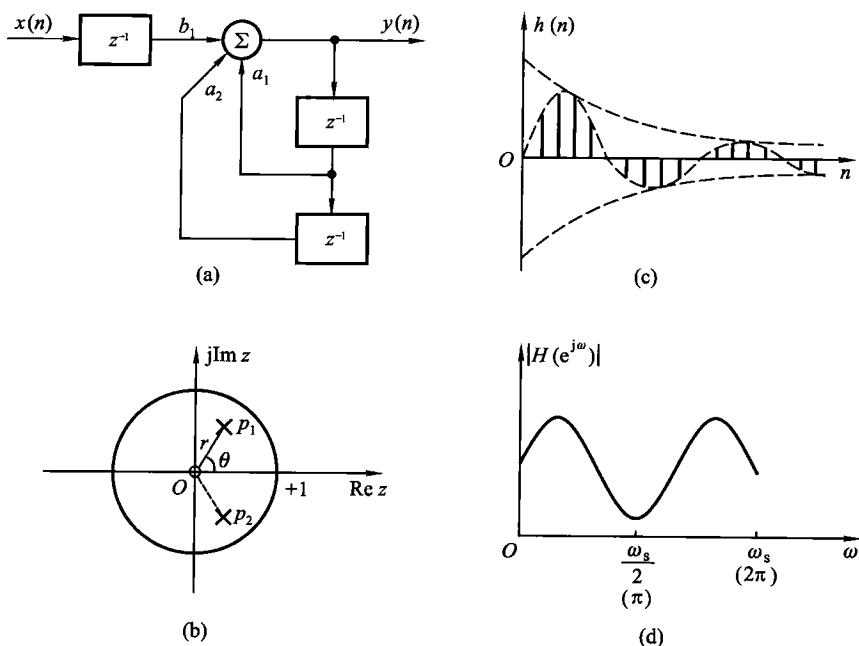 x(n)
z⁻¹
b₁
Σ
y(n)
a₂
a₁
z⁻¹
z⁻¹
(a)
h(n)
O
n
(c)
jIm z
r
p₁
θ
O
+1
Re z
p₂
(b)
|H(e^{jω})|
O
ω_s/2
(π)
ω_s
(2π)
ω
(d)